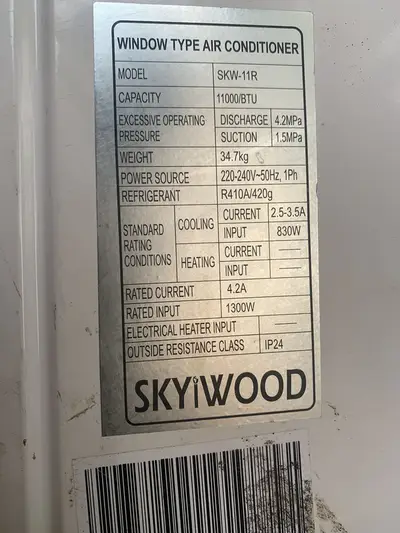 WINDOW TYPE AIR CONDITIONER
MODEL SKW-11R
CAPACITY 11000/BTU
EXCESSIVE OPERATING PRESSURE DISCHARGE 4.2MPa
SUCTION 1.5MPa
WEIGHT 34.7kg
POWER SOURCE 220-240V~50Hz, 1Ph
REFRIGERANT R410A/420g
STANDARD RATING CONDITIONS COOLING CURRENT 2.5-3.5A
INPUT 830W
HEATING CURRENT —
INPUT —
RATED CURRENT 4.2A
RATED INPUT 1300W
ELECTRICAL HEATER INPUT —
OUTSIDE RESISTANCE CLASS IP24
SKYiWOOD